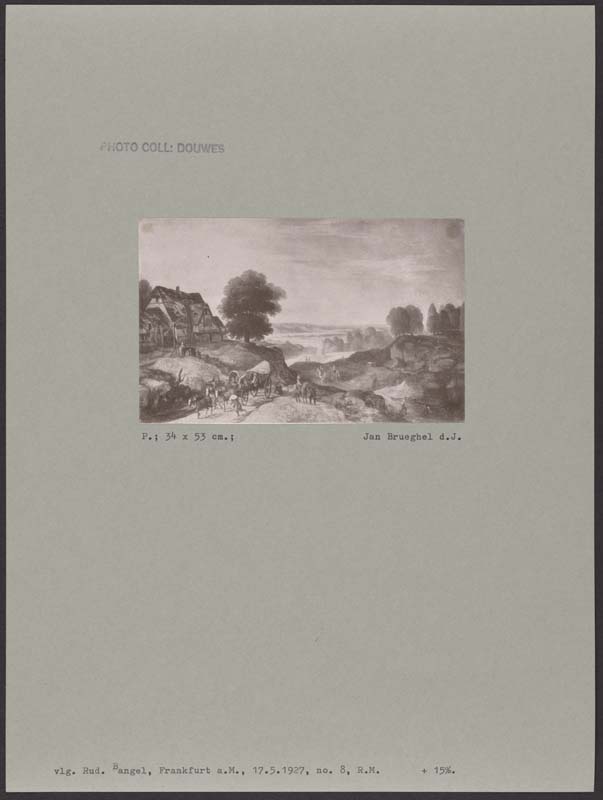 PHOTO COLL: DOUWES
P.; 34 x 53 cm.; Jan Brueghel d.J.
vlg. Rud. Bangel, Frankfurt a.M., 17.5.1927, no. 8, R.M. + 15%.